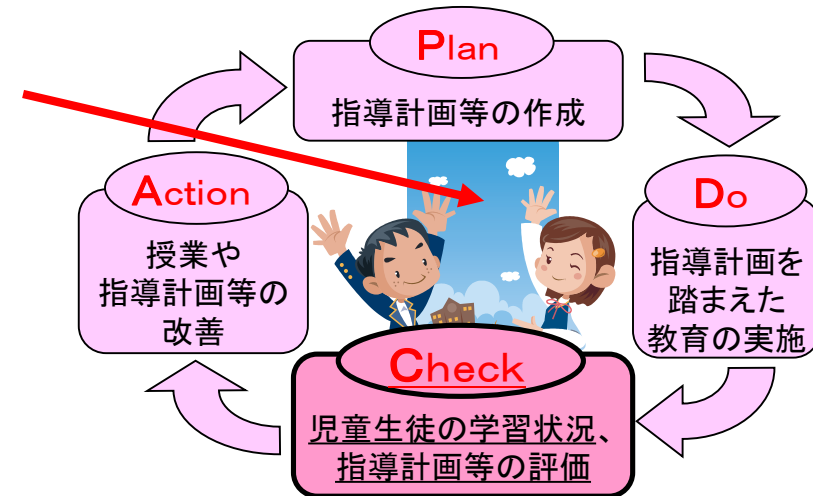 Plan
指導計画等の作成
Do
指導計画を
踏まえた
教育の実施
Check
児童生徒の学習状況、
指導計画等の評価
Action
授業や
指導計画等の
改善